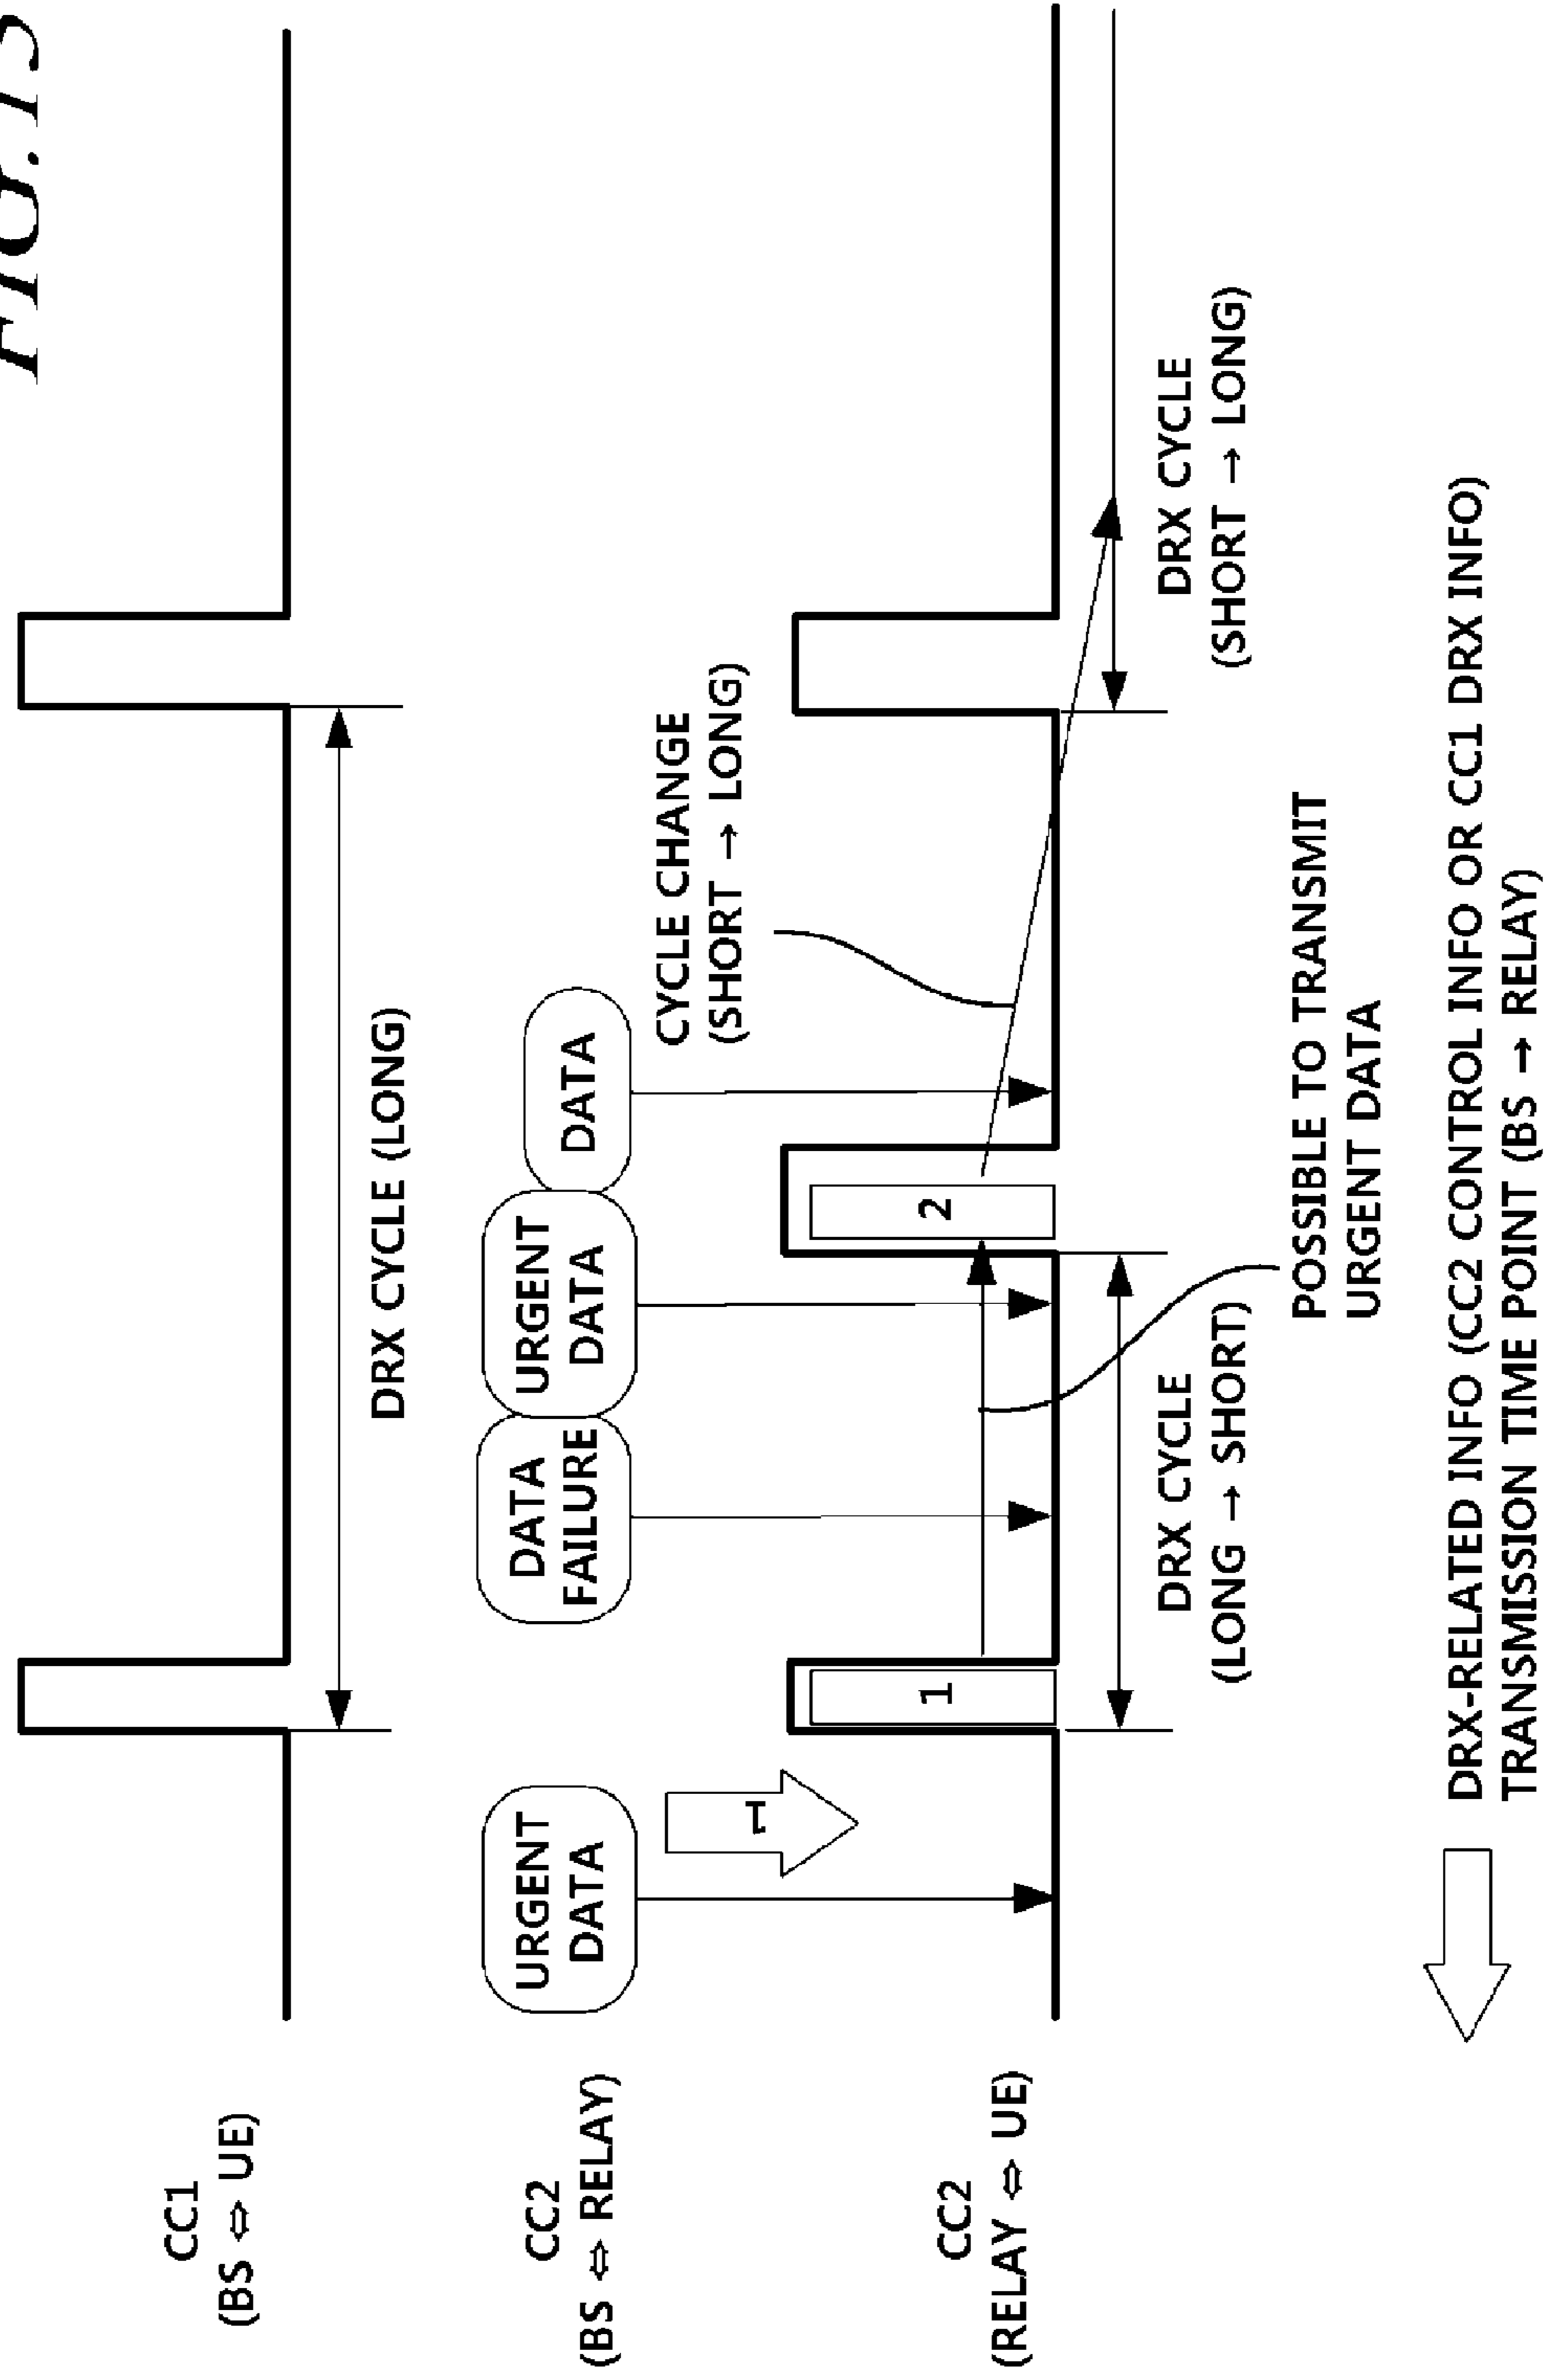 FIG.15
CC1
(BS ⇔ UE)
DRX CYCLE (LONG)
CC2
(BS ⇔ RELAY)
URGENT
DATA
1
DATA
FAILURE
URGENT
DATA
DATA
CYCLE CHANGE
(SHORT → LONG)
CC2
(RELAY ⇔ UE)
1
2
DRX CYCLE
(LONG → SHORT)
DRX CYCLE
(SHORT → LONG)
POSSIBLE TO TRANSMIT
URGENT DATA
DRX-RELATED INFO (CC2 CONTROL INFO OR CC1 DRX INFO)
TRANSMISSION TIME POINT (BS → RELAY)